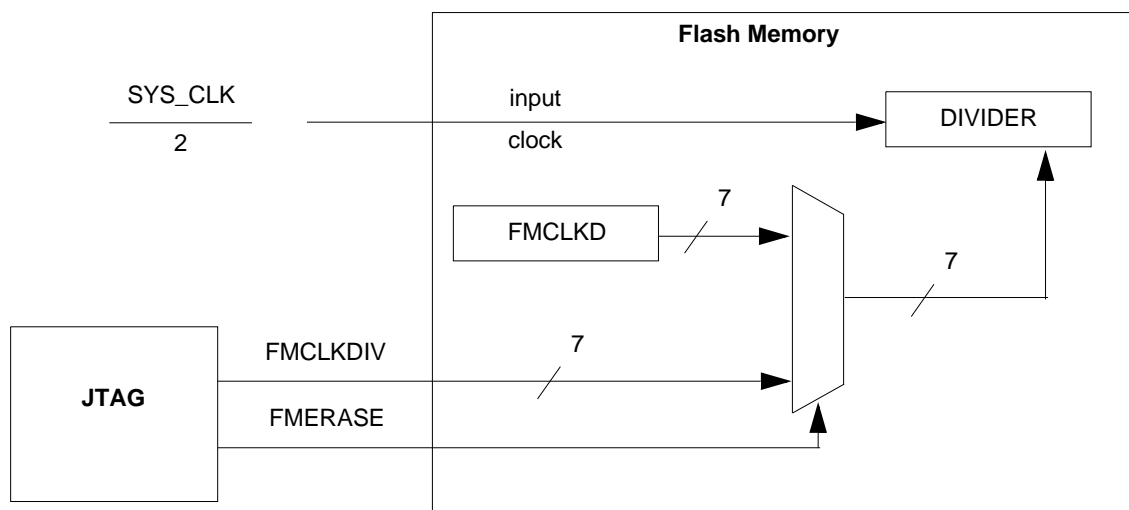 Flash Memory
SYS_CLK
2
input
clock
DIVIDER
7
FMCLKD
7
FMCLKDIV
7
JTAG
FMERASE